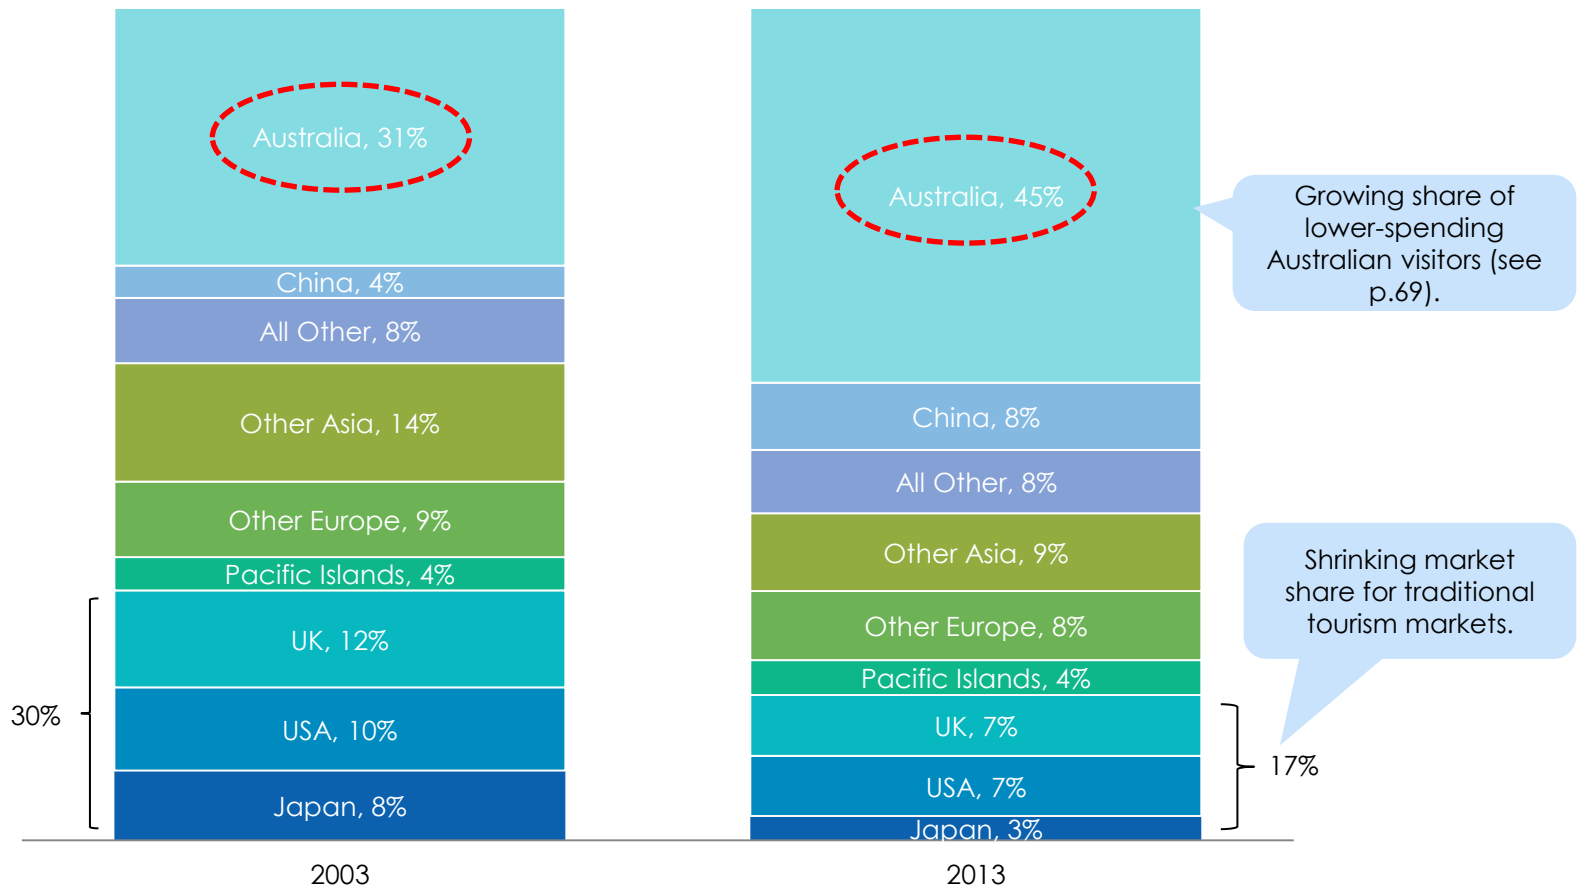 Australia, 31%
China, 4%
All Other, 8%
Other Asia, 14%
Other Europe, 9%
Pacific Islands, 4%
UK, 12%
USA, 10%
Japan, 8%
30%
2003
Australia, 45%
China, 8%
All Other, 8%
Other Asia, 9%
Other Europe, 8%
Pacific Islands, 4%
UK, 7%
USA, 7%
Japan, 3%
17%
2013
Growing share of
lower-spending
Australian visitors (see
p.69).
Shrinking market
share for traditional
tourism markets.